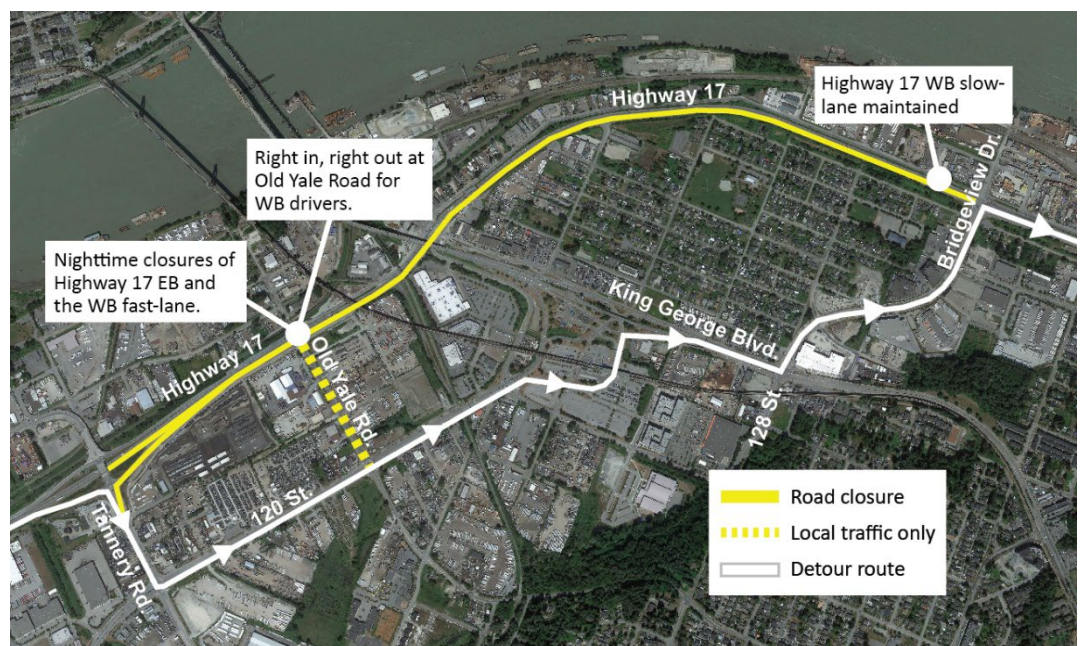 Highway 17
Highway 17 WB slow-
lane maintained
Right in, right out at
Old Yale Road for
WB drivers.
Bridgeview Dr.
Nighttime closures of
Highway 17 EB and
the WB fast-lane.
King George Blvd.
Highway 17
Old Yale Rd.
128 St.
120 St.
Tannery Rd.
Road closure
Local traffic only
Detour route